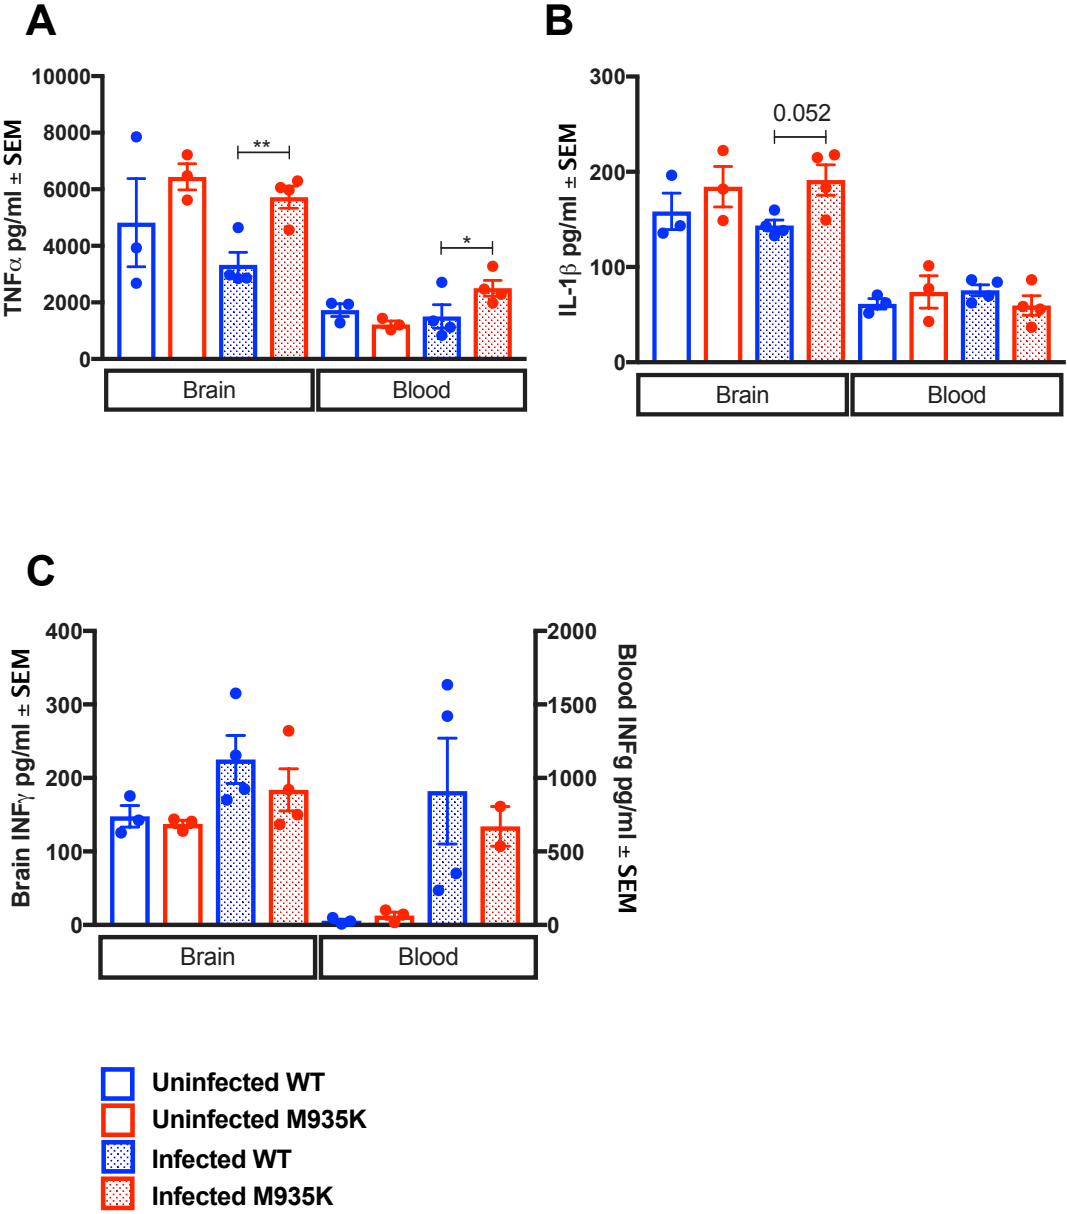 A
TNFα pg/ml ± SEM
10000
8000
6000
4000
2000
0
**
*
Brain
Blood
B
IL-1β pg/ml ± SEM
300
200
100
0
0.052
Brain
Blood
C
Brain INFγ pg/ml ± SEM
400
300
200
100
0
2000
1500
1000
500
0
Blood INFg pg/ml ± SEM
Brain
Blood
Uninfected WT
Uninfected M935K
Infected WT
Infected M935K